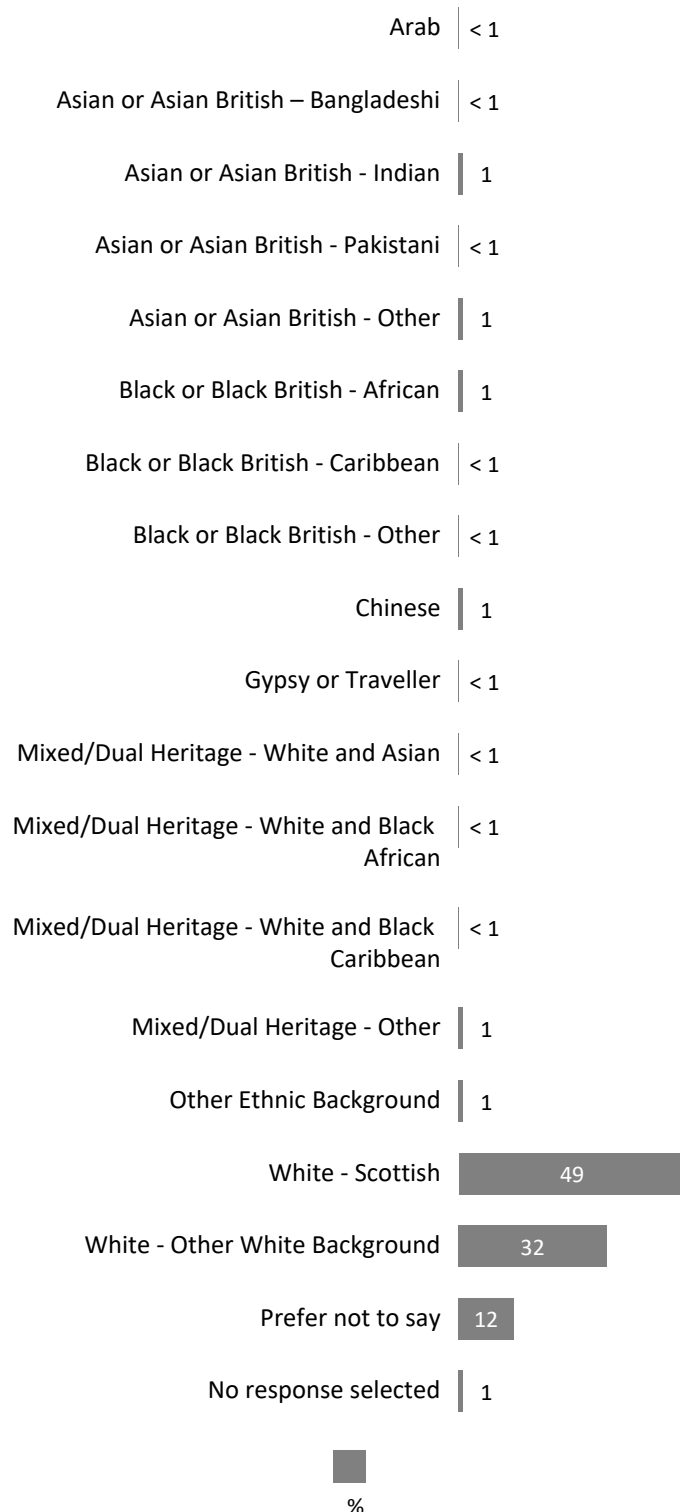 Arab < 1
Asian or Asian British – Bangladeshi < 1
Asian or Asian British - Indian 1
Asian or Asian British - Pakistani < 1
Asian or Asian British - Other 1
Black or Black British - African 1
Black or Black British - Caribbean < 1
Black or Black British - Other < 1
Chinese 1
Gypsy or Traveller < 1
Mixed/Dual Heritage - White and Asian < 1
Mixed/Dual Heritage - White and Black < 1
African
Mixed/Dual Heritage - White and Black < 1
Caribbean
Mixed/Dual Heritage - Other 1
Other Ethnic Background 1
White - Scottish 49
White - Other White Background 32
Prefer not to say 12
No response selected 1
%